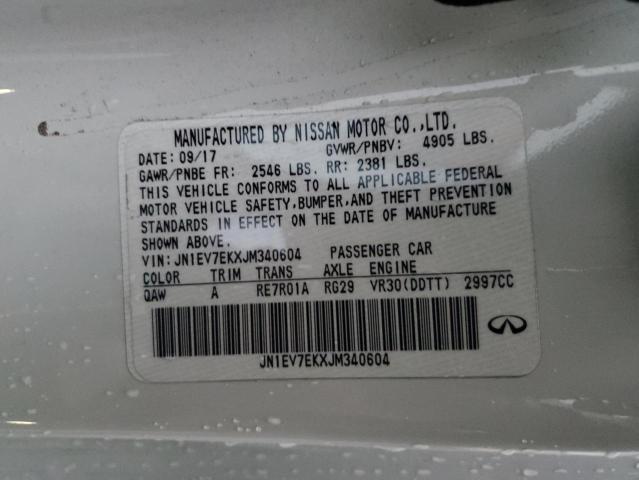 MANUFACTURED BY NISSAN MOTOR CO.,LTD.
DATE: 09/17 GVWR/PNBV: 4905 LBS.
GAWR/PNBE FR: 2546 LBS. RR: 2381 LBS.
THIS VEHICLE CONFORMS TO ALL APPLICABLE FEDERAL
MOTOR VEHICLE SAFETY,BUMPER,AND THEFT PREVENTION
STANDARDS IN EFFECT ON THE DATE OF MANUFACTURE
SHOWN ABOVE.
VIN: JN1EV7EKXJM340604 PASSENGER CAR
COLOR TRIM TRANS AXLE ENGINE
QAW A RE7R01A RG29 VR30(DDTT) 2997CC
JN1EV7EKXJM340604